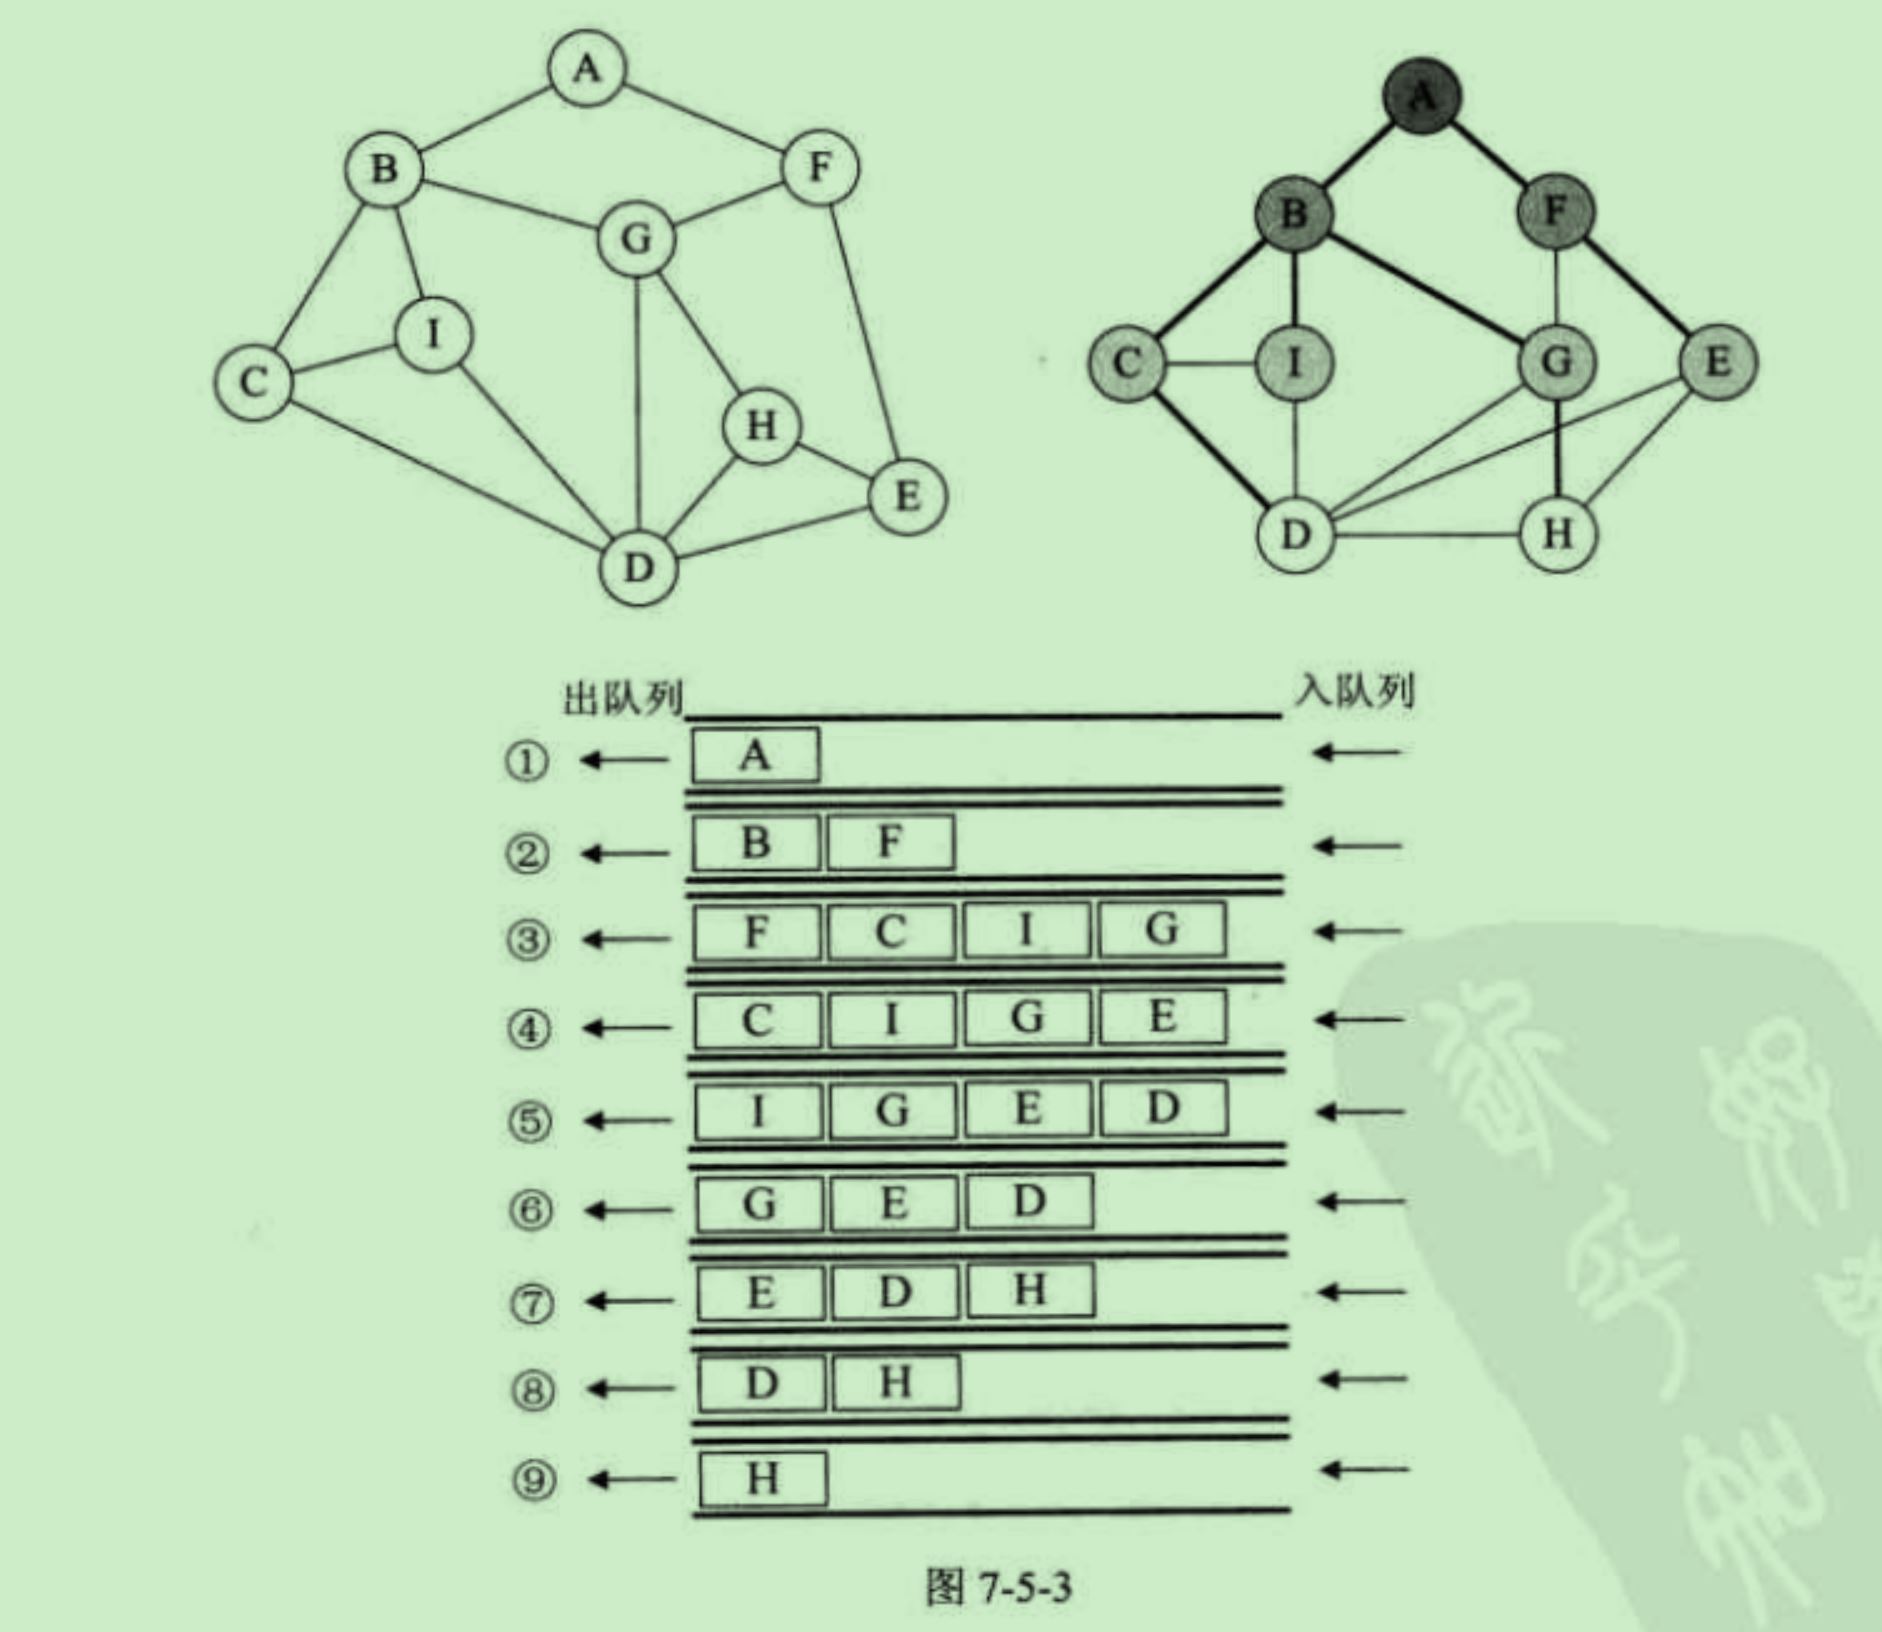 A
B F
G
I
C
H
E
D
A
B F
C I G E
D H
出队列 入队列
① A
② B F
③ F C I G
④ C I G E
⑤ I G E D
⑥ G E D
⑦ E D H
⑧ D H
⑨ H
图 7-5-3